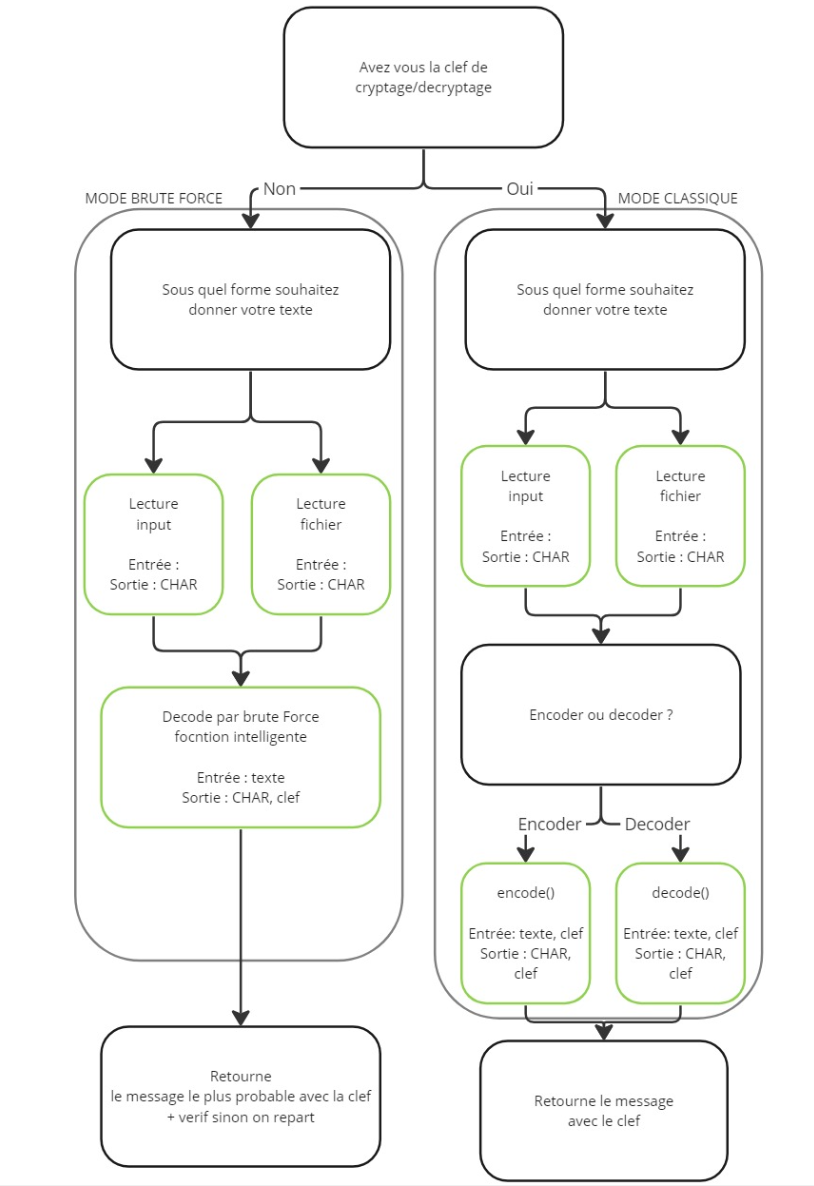 Avez vous la clef de
cryptage/decryptage
Non
Oui
MODE BRUTE FORCE
MODE CLASSIQUE
Sous quel forme souhaitez
donner votre texte
Sous quel forme souhaitez
donner votre texte
Lecture
input
Entrée :
Sortie : CHAR
Lecture
fichier
Entrée :
Sortie : CHAR
Lecture
input
Entrée :
Sortie : CHAR
Lecture
fichier
Entrée :
Sortie : CHAR
Decode par brute Force
focntion intelligente
Entrée : texte
Sortie : CHAR, clef
Encoder ou decoder ?
Encoder
Decoder
encode()
Entrée: texte, clef
Sortie : CHAR,
clef
decode()
Entrée: texte, clef
Sortie : CHAR,
clef
Retourne
le message le plus probable avec la clef
+ verif sinon on repart
Retourne le message
avec le clef